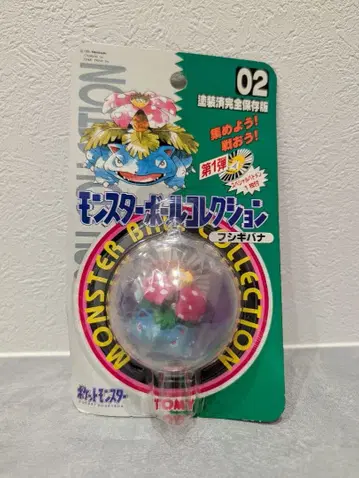 02
塗装済完全保存版
集めよう!
戦おう!
第1弾
モンスターボールコレクション
フシギバナ
MONSTER BALL COLLECTION
ポケットモンスター
TOMY